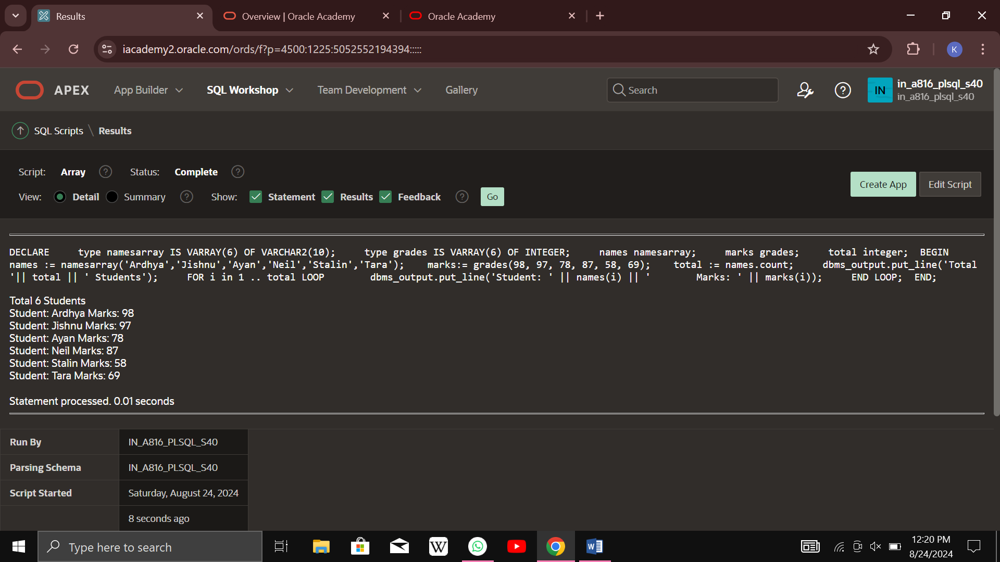 Results
Overview | Oracle Academy
Oracle Academy
iacademy2.oracle.com/ords/f?p=4500:1225:5052552194394:::::
K
APEX
App Builder
SQL Workshop
Team Development
Gallery
Search
IN
in_a816_plsql_s40
in_a816_plsql_s40
SQL Scripts \ Results
Script: Array ? Status: Complete ?
View: Detail Summary ? Show: Statement Results Feedback ? Go
Create App
Edit Script
DECLARE     type namesarray IS VARRAY(6) OF VARCHAR2(10);     type grades IS VARRAY(6) OF INTEGER;     names namesarray;     marks grades;     total integer;  BEGIN
names := namesarray('Ardhya','Jishnu','Ayan','Neil','Stalin','Tara');    marks:= grades(98, 97, 78, 87, 58, 69);    total := names.count;     dbms_output.put_line('Total
'|| total || ' Students');     FOR i in 1 .. total LOOP        dbms_output.put_line('Student: ' || names(i) || '        Marks: ' || marks(i));     END LOOP;  END;
Total 6 Students
Student: Ardhya Marks: 98
Student: Jishnu Marks: 97
Student: Ayan Marks: 78
Student: Neil Marks: 87
Student: Stalin Marks: 58
Student: Tara Marks: 69
Statement processed. 0.01 seconds
Run By IN_A816_PLSQL_S40
Parsing Schema IN_A816_PLSQL_S40
Script Started Saturday, August 24, 2024
8 seconds ago
Type here to search
W
W
12:20 PM
8/24/2024